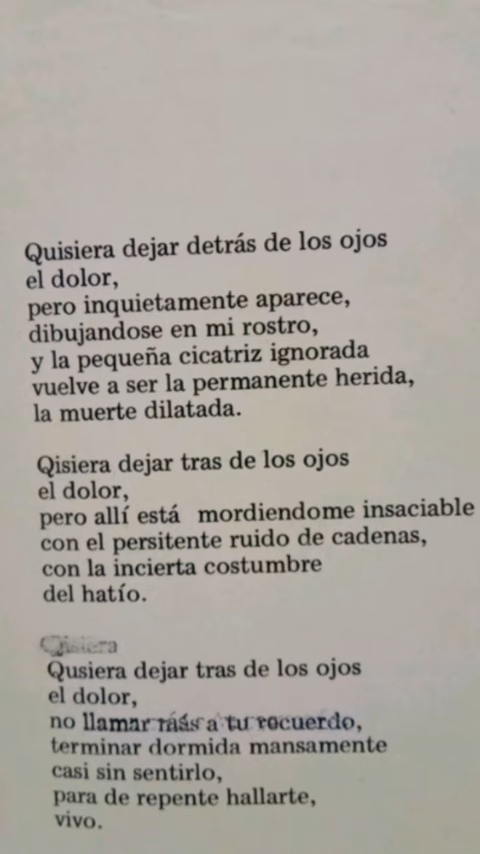 Quisiera dejar detrás de los ojos
el dolor,
pero inquietamente aparece,
dibujandose en mi rostro,
y la pequeña cicatriz ignorada
vuelve a ser la permanente herida,
la muerte dilatada.
Qisiera dejar tras de los ojos
el dolor,
pero allí está mordiendome insaciable
con el persitente ruido de cadenas,
con la incierta costumbre
del hatío.
Qisiera
Qusiera dejar tras de los ojos
el dolor,
no llamar más a tu recuerdo,
terminar dormida mansamente
casi sin sentirlo,
para de repente hallarte,
vivo.